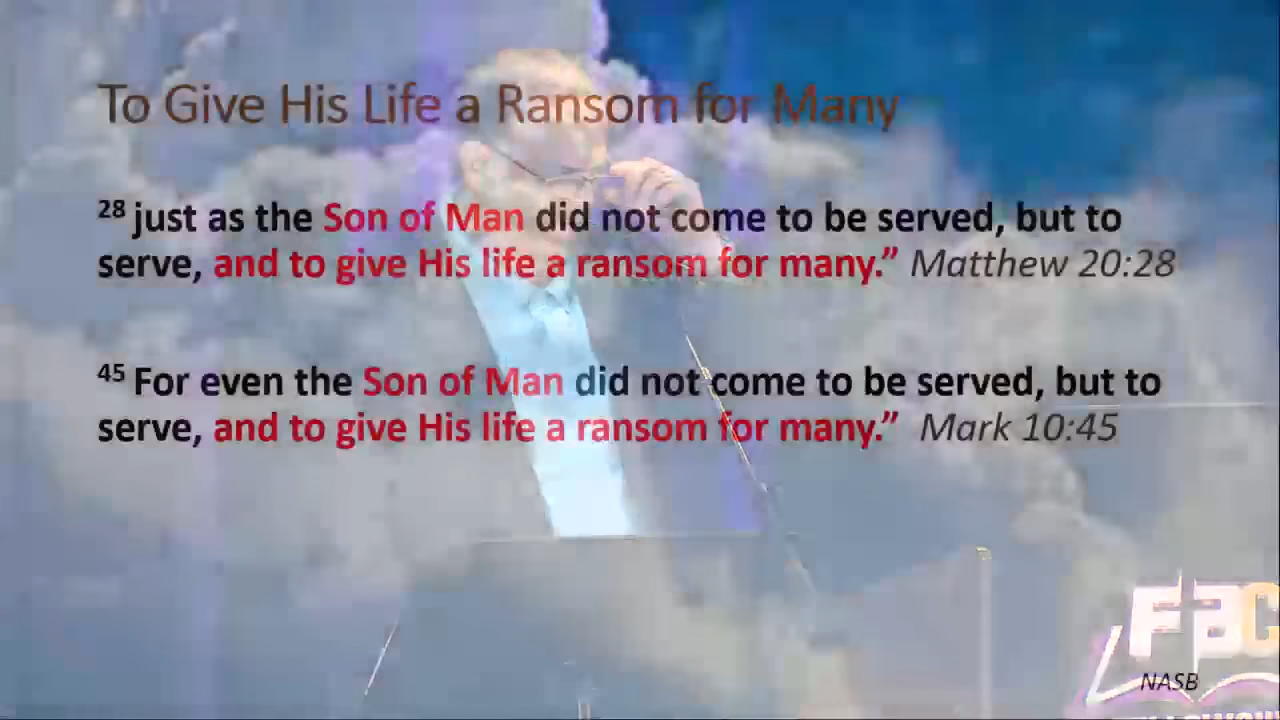 To Give His Life a Ransom for Many
28 just as the Son of Man did not come to be served, but to
serve, and to give His life a ransom for many.” Matthew 20:28
45 For even the Son of Man did not come to be served, but to
serve, and to give His life a ransom for many.” Mark 10:45
FBC
NASB